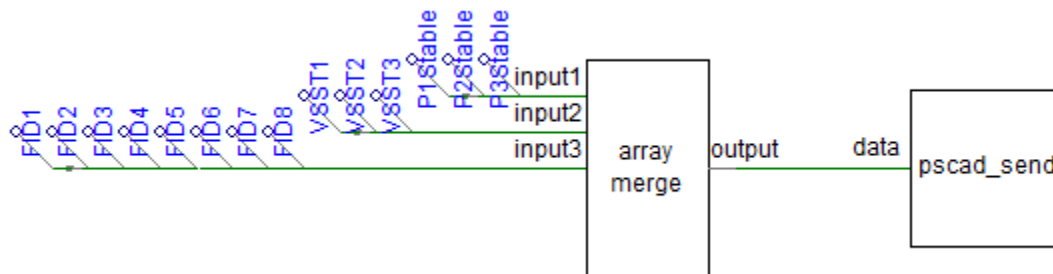 P1Stable
P2Stable
P3Stable
input1
VSST1
VSST2
VSST3
input2
FID1
FID2
FID3
FID4
FID5
FID6
FID7
FID8
input3
array
merge
output
data
pscad_send